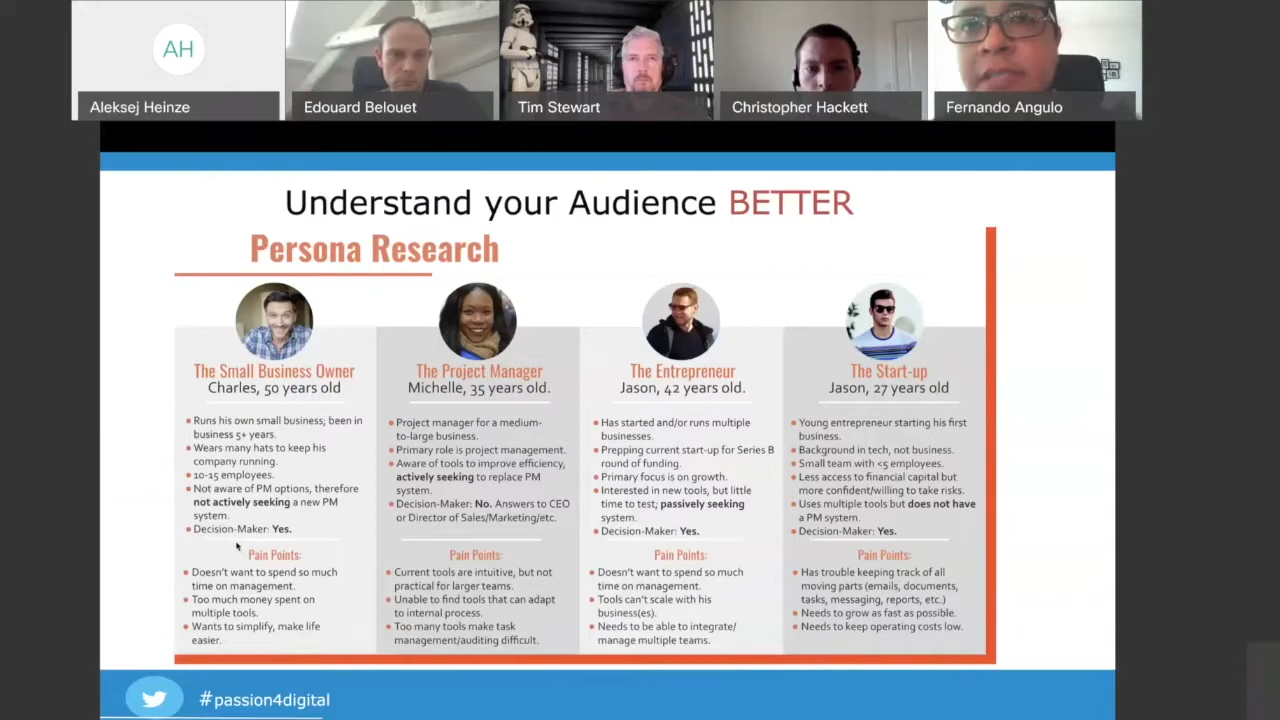 AH
Aleksej Heinze
Edouard Belouet
Tim Stewart
Christopher Hackett
Fernando Angulo
Understand your Audience BETTER
Persona Research
The Small Business Owner
Charles, 50 years old
• Runs his own small business; been in
business 5+ years.
• Wears many hats to keep his
company running.
• 10-15 employees.
• Not aware of PM options, therefore
not actively seeking a new PM
system.
• Decision-Maker: Yes.
Pain Points:
• Doesn't want to spend so much
time on management.
• Too much money spent on
multiple tools.
• Wants to simplify, make life
easier.
The Project Manager
Michelle, 35 years old.
• Project manager for a medium-
to-large business.
• Primary role is project management.
• Aware of tools to improve efficiency,
actively seeking to replace PM
system.
• Decision-Maker: No. Answers to CEO
or Director of Sales/Marketing/etc.
Pain Points:
• Current tools are intuitive, but not
practical for larger teams.
• Unable to find tools that can adapt
to internal process.
• Too many tools make task
management/auditing difficult.
The Entrepreneur
Jason, 42 years old.
• Has started and/or runs multiple
businesses.
• Prepping current start-up for Series B
round of funding.
• Primary focus is on growth.
• Interested in new tools, but little
time to test; passively seeking
system.
• Decision-Maker: Yes.
Pain Points:
• Doesn't want to spend so much
time on management.
• Tools can't scale with his
business(es).
• Needs to be able to integrate/
manage multiple teams.
The Start-up
Jason, 27 years old
• Young entrepreneur starting his first
business.
• Background in tech, not business.
• Small team with <5 employees.
• Less access to financial capital but
more confident/willing to take risks.
• Uses multiple tools but does not have
a PM system.
• Decision-Maker: Yes.
Pain Points:
• Has trouble keeping track of all
moving parts (emails, documents,
tasks, messaging, reports, etc.)
• Needs to grow as fast as possible.
• Needs to keep operating costs low.
#passion4digital